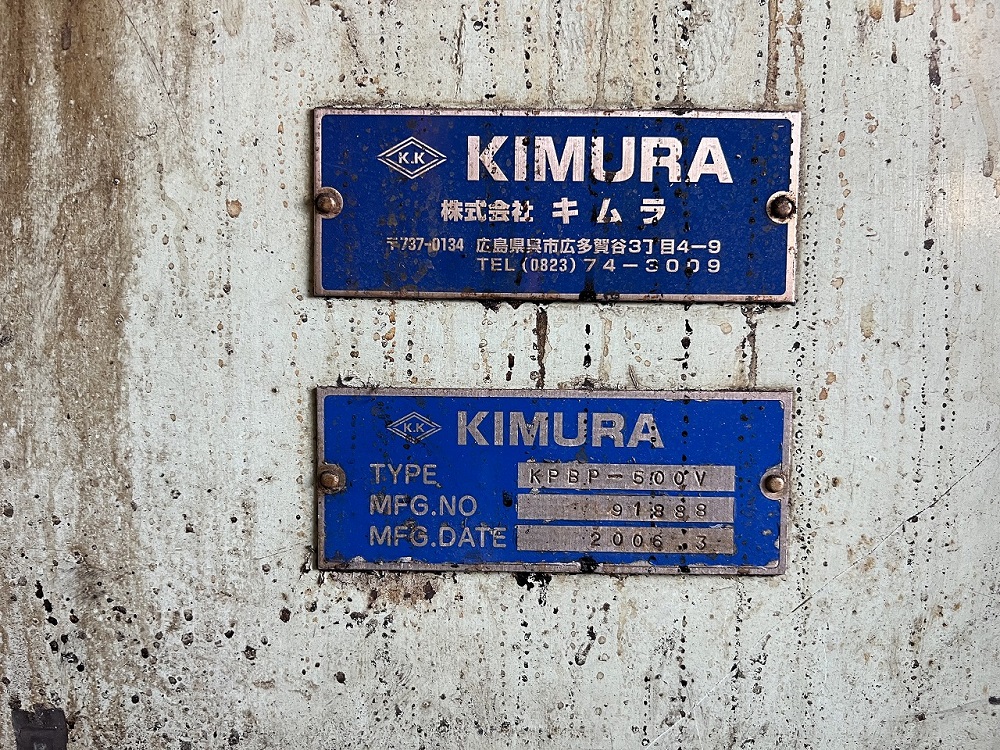 K.K KIMURA
株式会社 キムラ
〒737-0134 広島県呉市広多賀谷3丁目4-9
TEL(0823)74-3009
K.K KIMURA
TYPE KPBP-600V
MFG.NO 91888
MFG.DATE 2006.3